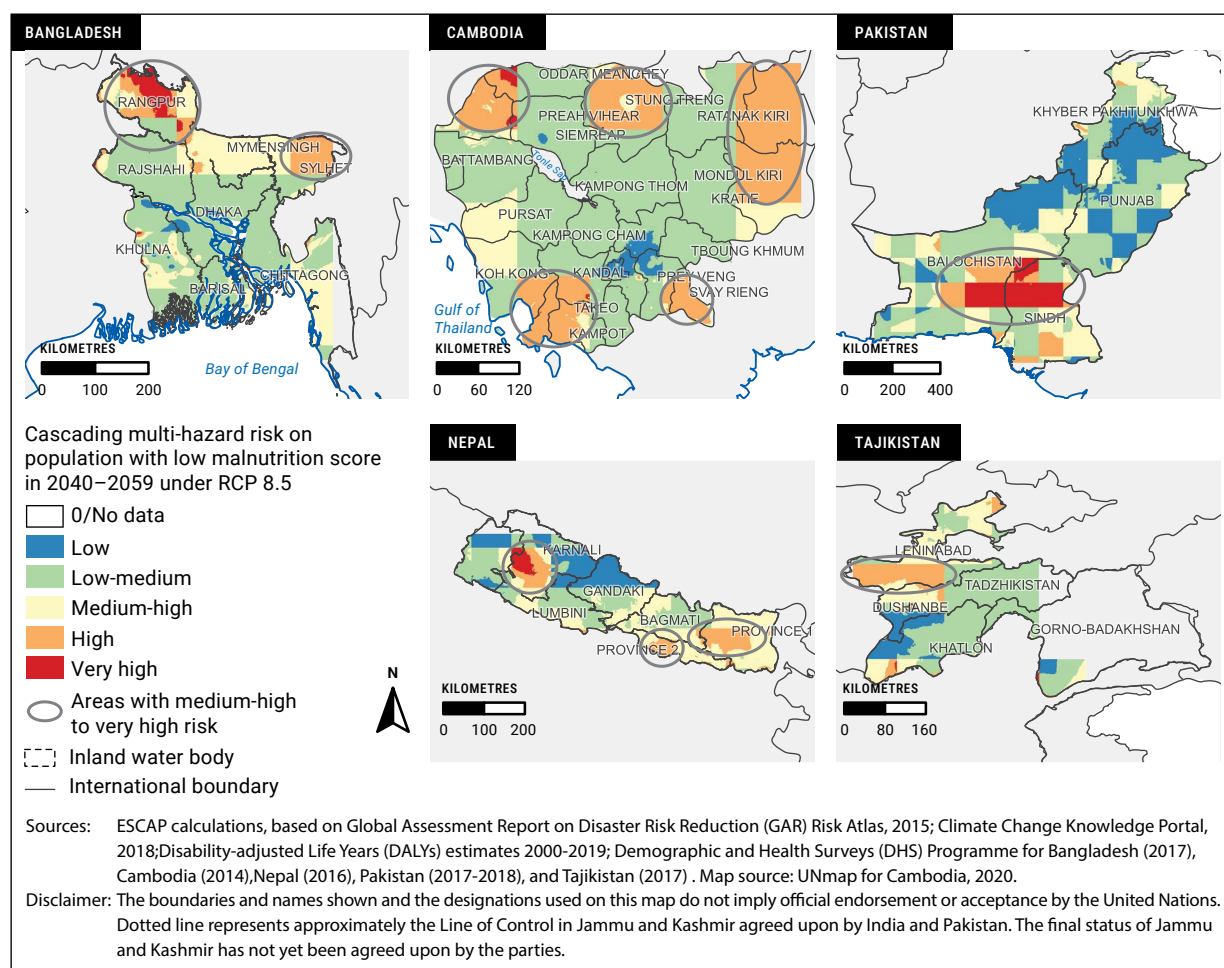 BANGLADESH
RANGPUR
MYMENSINGH
SYLHET
RAJSHAHI
DHAKA
KHULNA
CHITTAGONG
BARISAL
KILOMETRES
0 100 200
Bay of Bengal
CAMBODIA
ODDAR MEANCHEY
STUNG TRENG
PREAH VIHEAR
RATANAK KIRI
SIEMREAP
BATTAMBANG
Tonle Sap
MONDUL KIRI
KAMPONG THOM
KRATIE
PURSAT
KAMPONG CHAM
TBOUNG KHMUM
KOH KONG
KANDAL
PREY VENG
SVAY RIENG
Gulf of
Thailand
TAKEO
KAMPOT
KILOMETRES
0 60 120
PAKISTAN
KHYBER PAKHTUNKHWA
PUNJAB
BALOCHISTAN
SINDH
KILOMETRES
0 200 400
Cascading multi-hazard risk on
population with low malnutrition score
in 2040–2059 under RCP 8.5
0/No data
Low
Low-medium
Medium-high
High
Very high
Areas with medium-high
to very high risk
Inland water body
International boundary
N
NEPAL
KARNALI
GANDAKI
LUMBINI
BAGMATI
PROVINCE 1
PROVINCE 2
KILOMETRES
0 100 200
TAJIKISTAN
LENINABAD
TADZHIKISTAN
DUSHANBE
GORNO-BADAKHSHAN
KHATLON
KILOMETRES
0 80 160
Sources: ESCAP calculations, based on Global Assessment Report on Disaster Risk Reduction (GAR) Risk Atlas, 2015; Climate Change Knowledge Portal,
2018;Disability-adjusted Life Years (DALYs) estimates 2000-2019; Demographic and Health Surveys (DHS) Programme for Bangladesh (2017),
Cambodia (2014),Nepal (2016), Pakistan (2017-2018), and Tajikistan (2017) . Map source: UNmap for Cambodia, 2020.
Disclaimer: The boundaries and names shown and the designations used on this map do not imply official endorsement or acceptance by the United Nations.
Dotted line represents approximately the Line of Control in Jammu and Kashmir agreed upon by India and Pakistan. The final status of Jammu
and Kashmir has not yet been agreed upon by the parties.